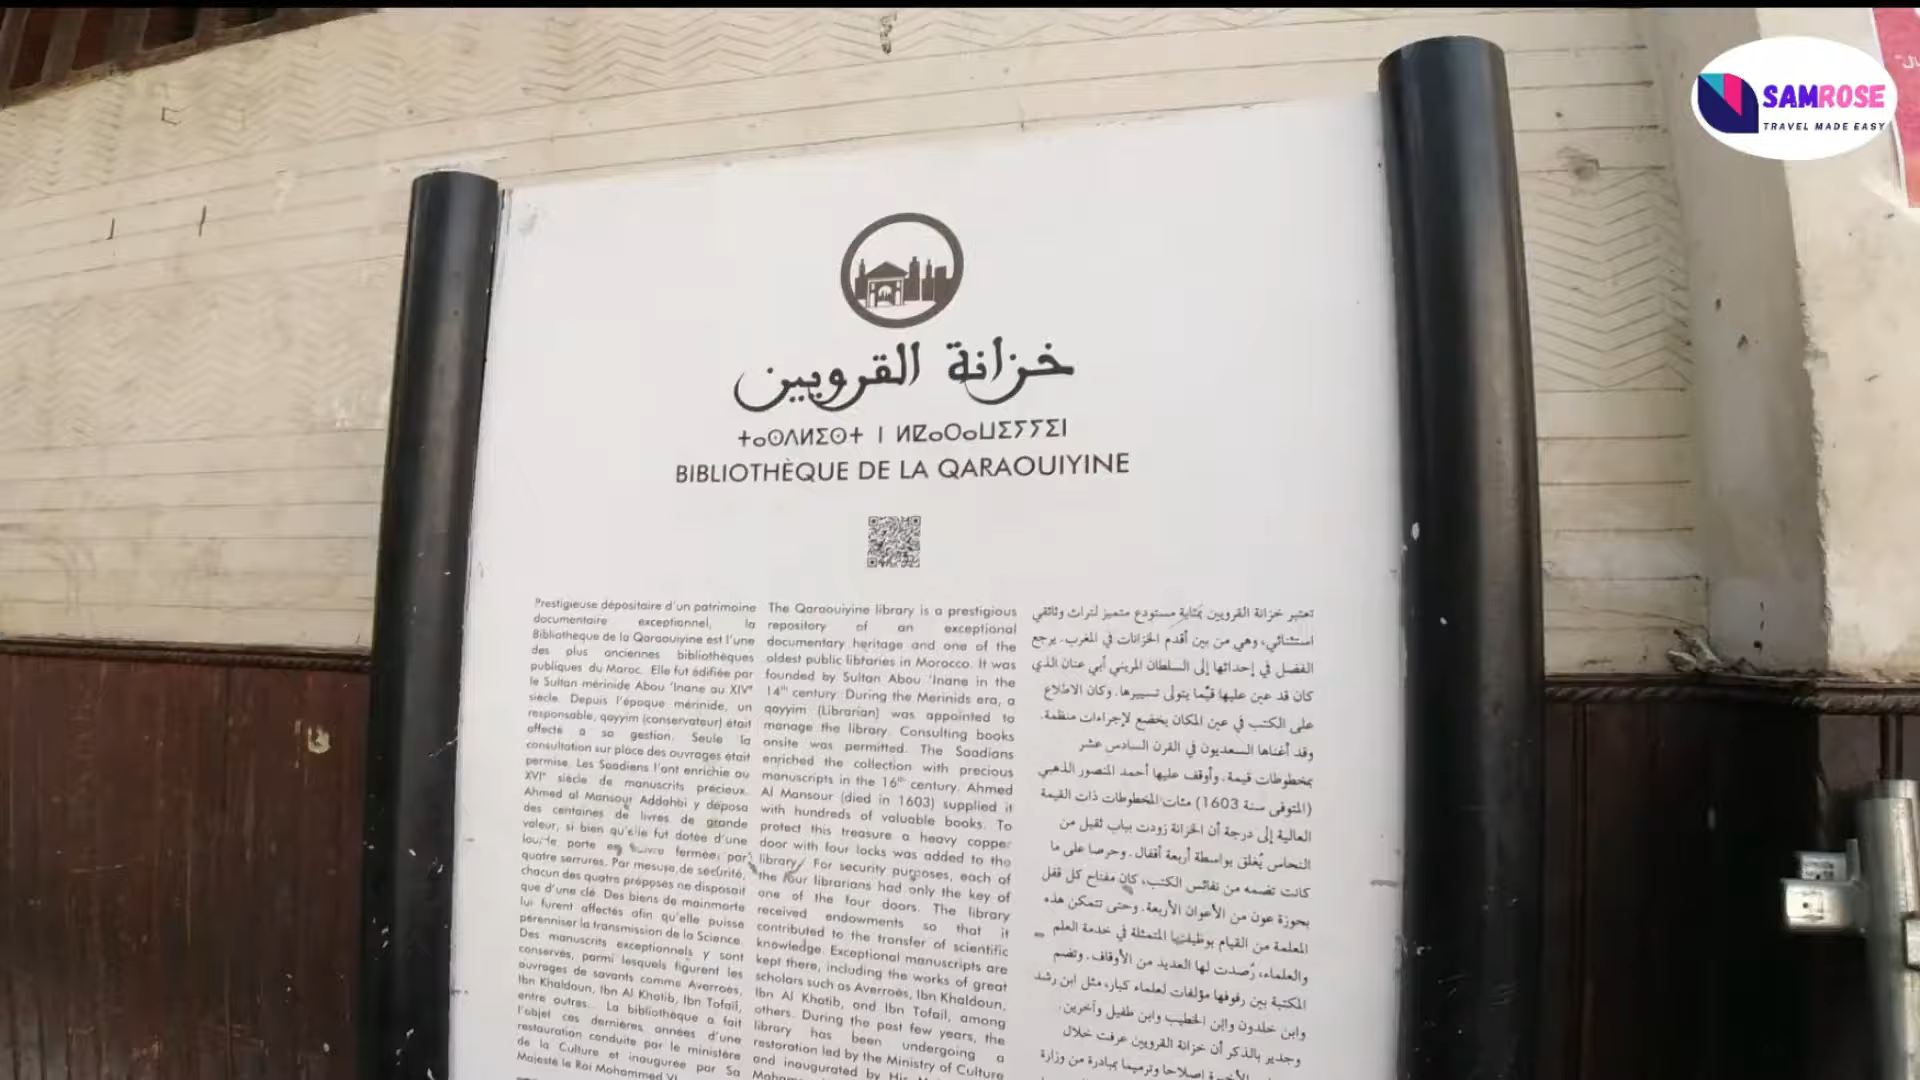 SAMROSE
TRAVEL MADE EASY
خزانة القرويين
ⵜⴰⵙⴷⵍⵉⵙⵜ ⵏ ⵍⵇⴰⵔⴰⵡⵉⵢⵢⵉⵏ
BIBLIOTHÈQUE DE LA QARAOUIYINE
Prestigieuse dépositaire d'un patrimoine
documentaire exceptionnel, la
Bibliothèque de la Qaraouiyine est l'une
des plus anciennes bibliothèques
publiques du Maroc. Elle fut édifiée par
le Sultan mérinide Abou 'Inane au XIVe
siècle. Depuis l'époque mérinide, un
responsable, qayyim (conservateur) était
affecté à sa gestion. Seule la
consultation sur place des ouvrages était
permise. Les Saadiens l'ont enrichie au
XVIe siècle de manuscrits précieux.
Ahmed al Mansour Addahbi y déposa
des centaines de livres de grande
valeur, si bien qu'elle fut dotée d'une
lourde porte en cuivre fermée par
quatre serrures. Par mesure de sécurité,
chacun des quatre préposés ne disposait
que d'une clé. Des biens de mainmorte
lui furent affectés afin qu'elle puisse
pérenniser la transmission de la Science.
Des manuscrits exceptionnels y sont
conservés, parmi lesquels figurent les
ouvrages de savants comme Averroès,
Ibn Khaldoun, Ibn Al Khatib, Ibn Tofail,
entre autres... La bibliothèque a fait
l'objet ces dernières années d'une
restauration conduite par le ministère
de la Culture et inaugurée par Sa
Majesté le Roi Mohammed VI
The Qaraouiyine library is a prestigious
repository of an exceptional
documentary heritage and one of the
oldest public libraries in Morocco. It was
founded by Sultan Abou 'Inane in the
14th century. During the Merinids era, a
qayyim (Librarian) was appointed to
manage the library. Consulting books
onsite was permitted. The Saadians
enriched the collection with precious
manuscripts in the 16th century. Ahmed
Al Mansour (died in 1603) supplied it
with hundreds of valuable books. To
protect this treasure a heavy copper
door with four locks was added to the
library. For security purposes, each of
the four librarians had only the key of
one of the four doors. The library
received endowments so that it
contributed to the transfer of scientific
knowledge. Exceptional manuscripts are
kept there, including the works of great
scholars such as Averroès, Ibn Khaldoun,
Ibn Al Khatib, and Ibn Tofail, among
others. During the past few years, the
library has been undergoing a
restoration led by the Ministry of Culture
and inaugurated by His
تعتبر خزانة القرويين بمثابة مستودع متميز لتراث وثائقي
استثنائي، وهي من بين أقدم الخزانات في المغرب. يرجع
الفضل في إحداثها إلى السلطان المريني أبي عنان الذي
كان قد عين عليها قيّما يتولى تسييرها. وكان الاطلاع
على الكتب في عين المكان يخضع لإجراءات منظمة.
وقد أغناها السعديون في القرن السادس عشر
بمخطوطات قيمة. وأوقف عليها أحمد المنصور الذهبي
(المتوفى سنة 1603) مئات المخطوطات ذات القيمة
العالية إلى درجة أن الخزانة زودت بباب ثقيل من
النحاس يُغلق بواسطة أربعة أقفال. وحرصا على ما
كانت تضمه من نفائس الكتب، كان مفتاح كل قفل
بحوزة عون من الأعوان الأربعة. وحتى تتمكن هذه
المعلمة من القيام بوظيفتها المتمثلة في خدمة العلم
والعلماء، رُصدت لها العديد من الأوقاف. وتضم
المكتبة بين رفوفها مؤلفات لعلماء كبار، مثل ابن رشد
وابن خلدون وابن الخطيب وابن طفيل وآخرين.
وجدير بالذكر أن خزانة القرويين عرفت خلال
إصلاحا وترميما بمبادرة من وزارة